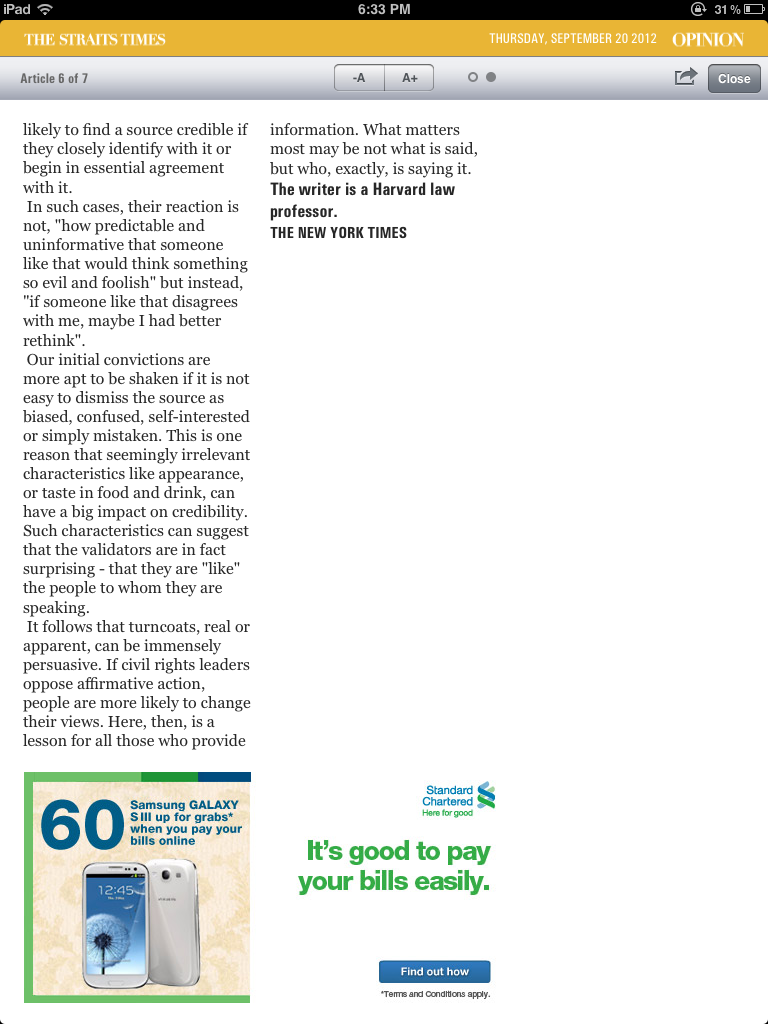 iPad 6:33 PM 31%
THE STRAITS TIMES THURSDAY, SEPTEMBER 20 2012 OPINION
Article 6 of 7 -A A+ Close
likely to find a source credible if
they closely identify with it or
begin in essential agreement
with it.
In such cases, their reaction is
not, "how predictable and
uninformative that someone
like that would think something
so evil and foolish" but instead,
"if someone like that disagrees
with me, maybe I had better
rethink".
Our initial convictions are
more apt to be shaken if it is not
easy to dismiss the source as
biased, confused, self-interested
or simply mistaken. This is one
reason that seemingly irrelevant
characteristics like appearance,
or taste in food and drink, can
have a big impact on credibility.
Such characteristics can suggest
that the validators are in fact
surprising - that they are "like"
the people to whom they are
speaking.
It follows that turncoats, real or
apparent, can be immensely
persuasive. If civil rights leaders
oppose affirmative action,
people are more likely to change
their views. Here, then, is a
lesson for all those who provide
information. What matters
most may be not what is said,
but who, exactly, is saying it.
The writer is a Harvard law
professor.
THE NEW YORK TIMES
60
Samsung GALAXY
S III up for grabs*
when you pay your
bills online
12:45
SAMSUNG
Standard
Chartered
Here for good
It's good to pay
your bills easily.
Find out how
*Terms and Conditions apply.